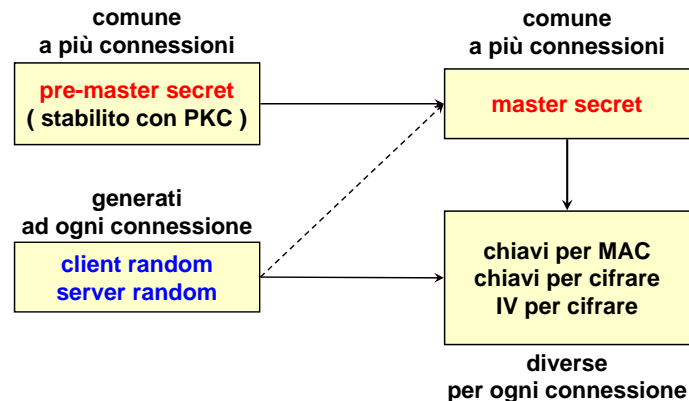 comune
a più connessioni
pre-master secret
( stabilito con PKC )
comune
a più connessioni
master secret
generati
ad ogni connessione
client random
server random
chiavi per MAC
chiavi per cifrare
IV per cifrare
diverse
per ogni connessione